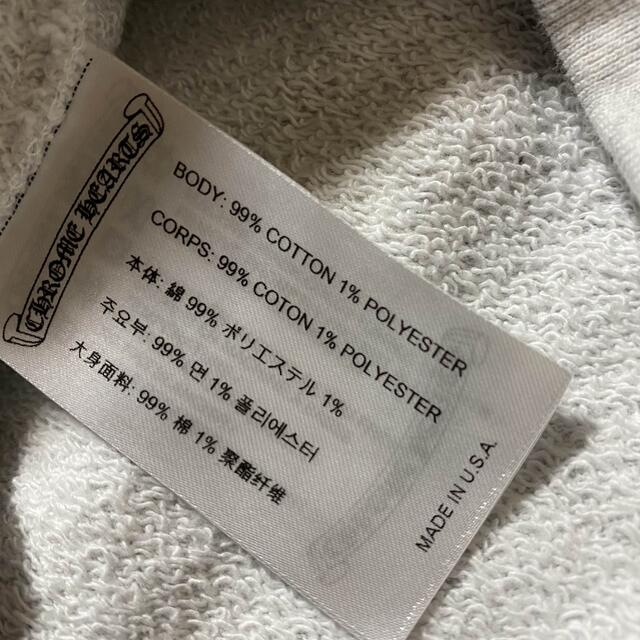 CHROME HEARTS
BODY: 99% COTTON 1% POLYESTER
CORPS: 99% COTON 1% POLYESTER
本体: 綿 99% ポリエステル 1%
주요부: 99% 면 1% 폴리에스터
大身面料: 99% 棉 1% 聚酯纤维
MADE IN U.S.A.